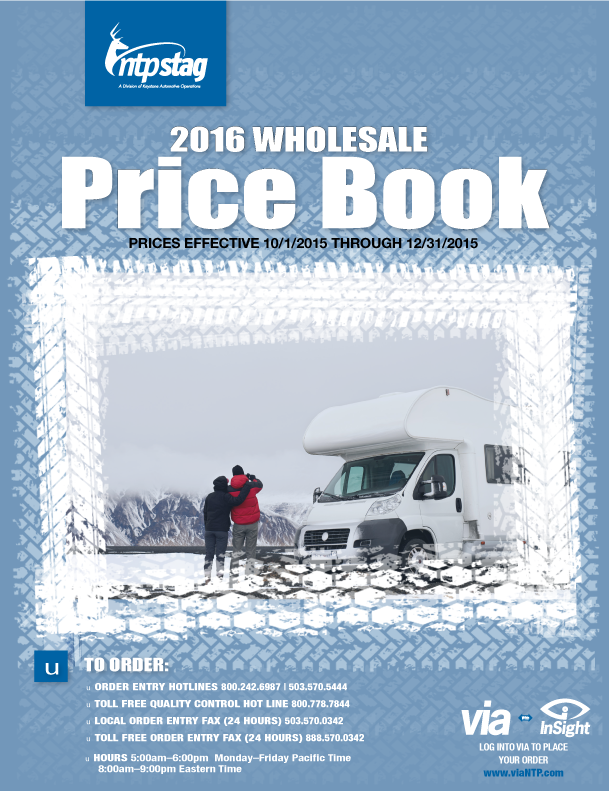 ntpstag
A Division of Keystone Automotive Operations
2016 WHOLESALE
Price Book
PRICES EFFECTIVE 10/1/2015 THROUGH 12/31/2015
u TO ORDER:
u ORDER ENTRY HOTLINES 800.242.6987 | 503.570.5444
u TOLL FREE QUALITY CONTROL HOT LINE 800.778.7844
u LOCAL ORDER ENTRY FAX (24 HOURS) 503.570.0342
u TOLL FREE ORDER ENTRY FAX (24 HOURS) 888.570.0342
u HOURS 5:00am–6:00pm Monday–Friday Pacific Time
8:00am–9:00pm Eastern Time
via InSight
LOG INTO VIA TO PLACE
YOUR ORDER
www.viaNTP.com